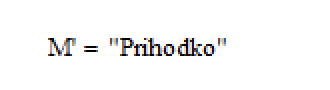 M' = "Prihodko"